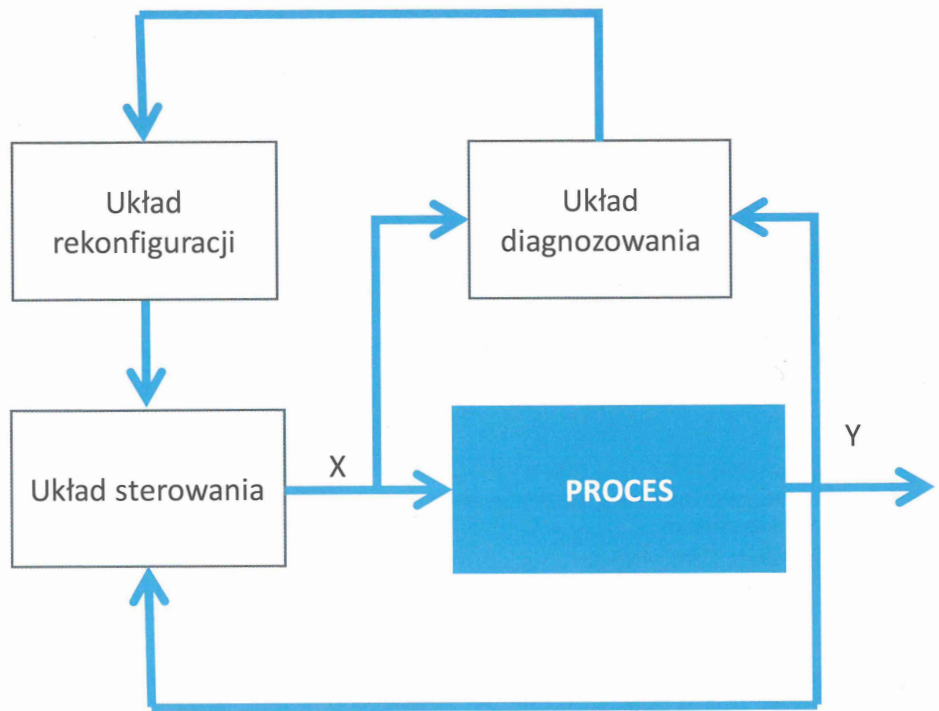 Układ
rekonfiguracji
Układ
diagnozowania
Układ sterowania
X
PROCES
Y